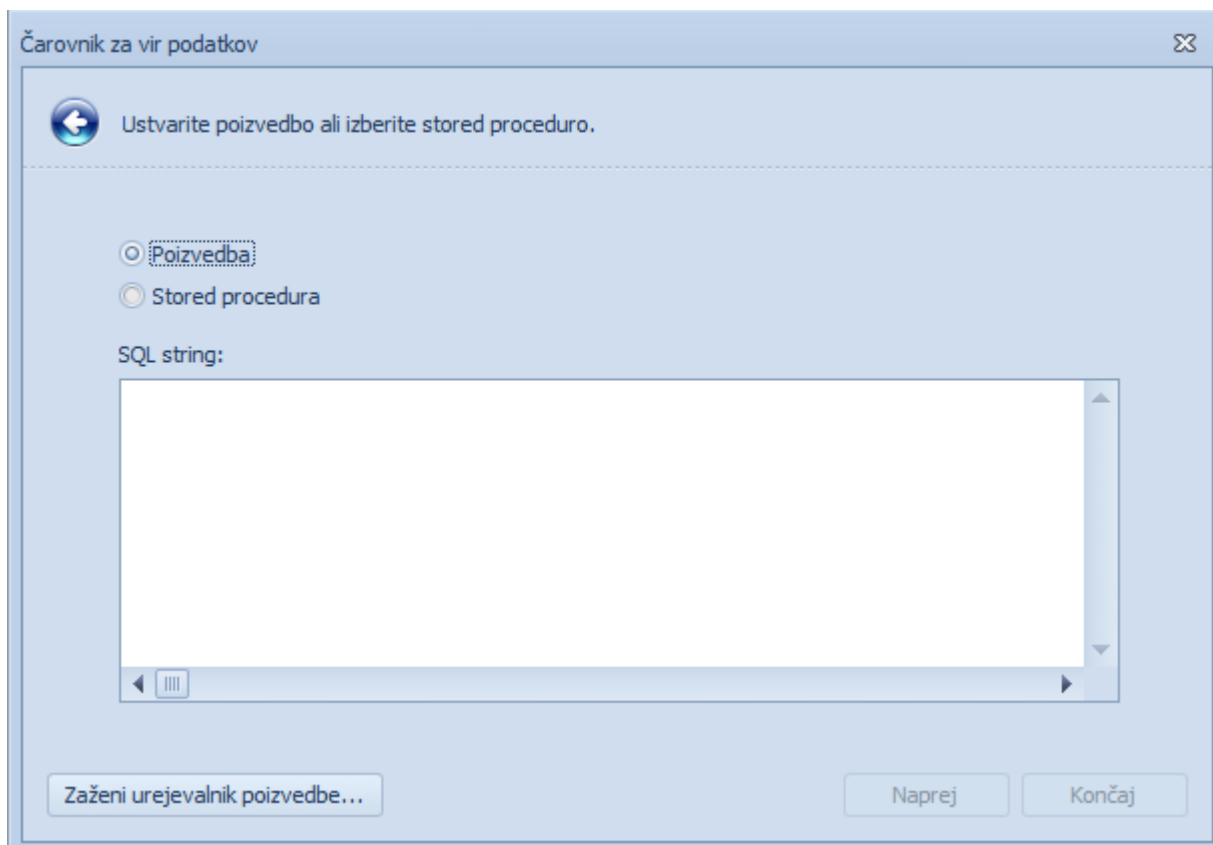 Čarovnik za vir podatkov
Ustvarite poizvedbo ali izberite stored proceduro.
Poizvedba
Stored procedura
SQL string:
Zaženi urejevalnik poizvedbe...
Naprej
Končaj